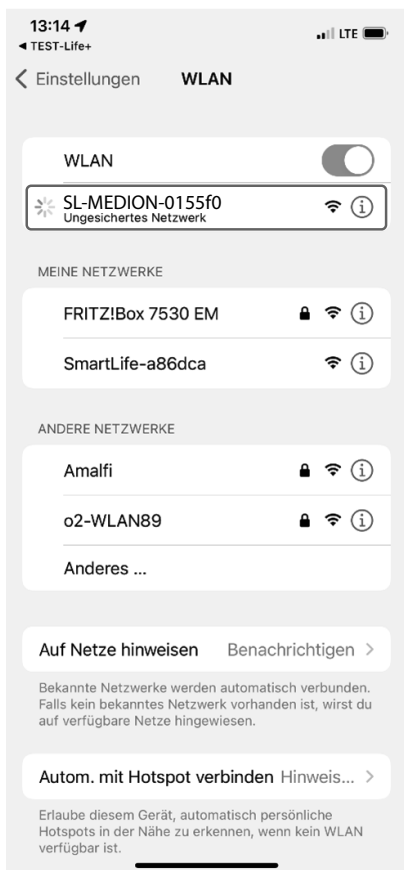 13:14
LTE
TEST-Life+
Einstellungen
WLAN
WLAN
SL-MEDION-0155f0
Ungesichertes Netzwerk
MEINE NETZWERKE
FRITZ!Box 7530 EM
SmartLife-a86dca
ANDERE NETZWERKE
Amalfi
o2-WLAN89
Anderes ...
Auf Netze hinweisen Benachrichtigen
Bekannte Netzwerke werden automatisch verbunden.
Falls kein bekanntes Netzwerk vorhanden ist, wirst du
auf verfügbare Netze hingewiesen.
Autom. mit Hotspot verbinden Hinweis...
Erlaube diesem Gerät, automatisch persönliche
Hotspots in der Nähe zu erkennen, wenn kein WLAN
verfügbar ist.